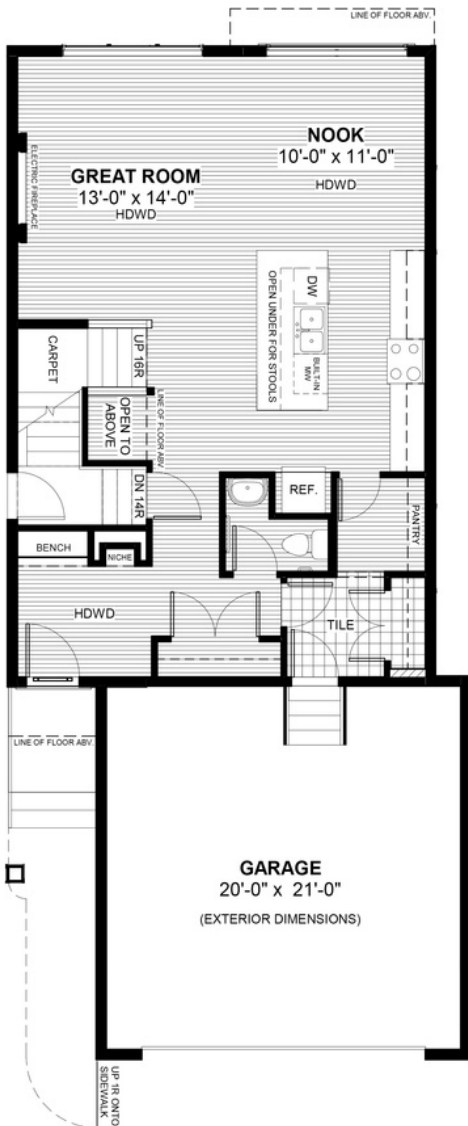 LINE OF FLOOR ABV.
NOOK
10'-0" x 11'-0"
HDWD
GREAT ROOM
13'-0" x 14'-0"
HDWD
ELECTRIC FIREPLACE
DW
OPEN UNDER FOR STOOLS
BUILT-IN
MW
CARPET
UP 16R
OPEN TO
ABOVE
LINE OF FLOOR ABV.
DN 14R
REF.
PANTRY
BENCH
NICHE
HDWD
TILE
LINE OF FLOOR ABV.
GARAGE
20'-0" x 21'-0"
(EXTERIOR DIMENSIONS)
UP 1R ONTO
SIDEWALK